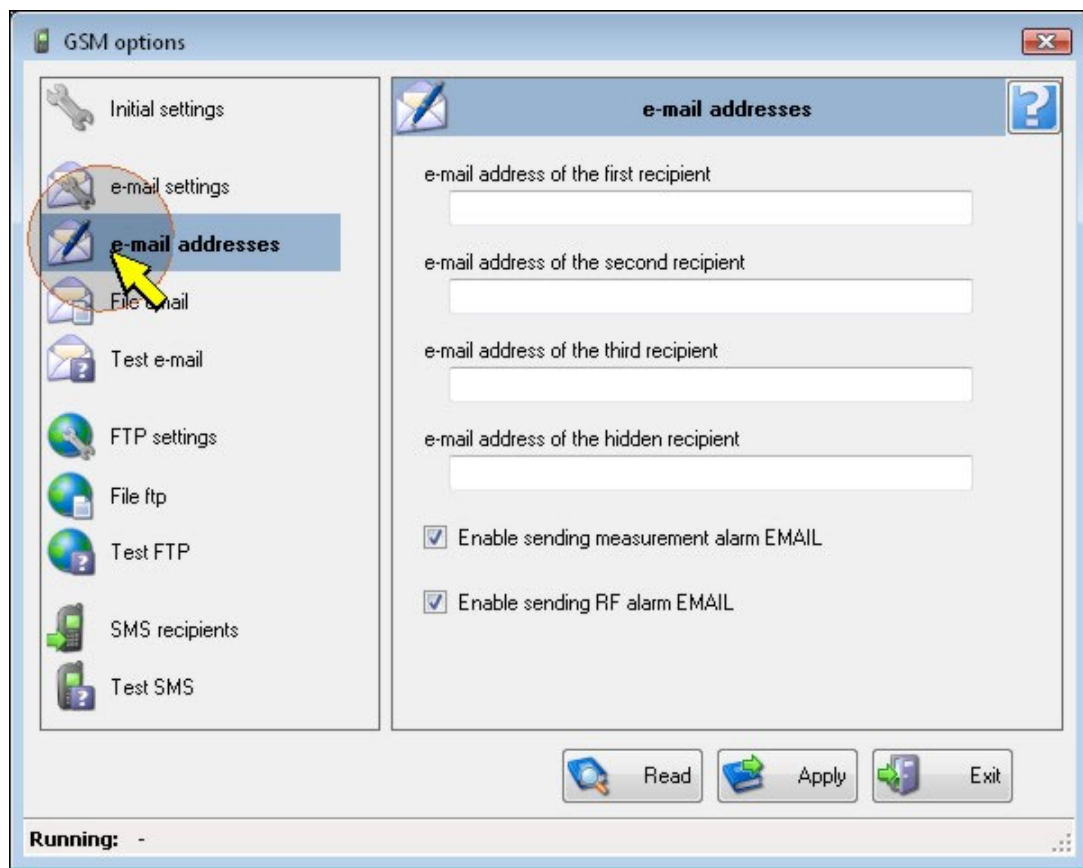 GSM options
Initial settings
e-mail settings
e-mail addresses
File email
Test e-mail
FTP settings
File ftp
Test FTP
SMS recipients
Test SMS
e-mail addresses
e-mail address of the first recipient
e-mail address of the second recipient
e-mail address of the third recipient
e-mail address of the hidden recipient
Enable sending measurement alarm EMAIL
Enable sending RF alarm EMAIL
Read
Apply
Exit
Running: -